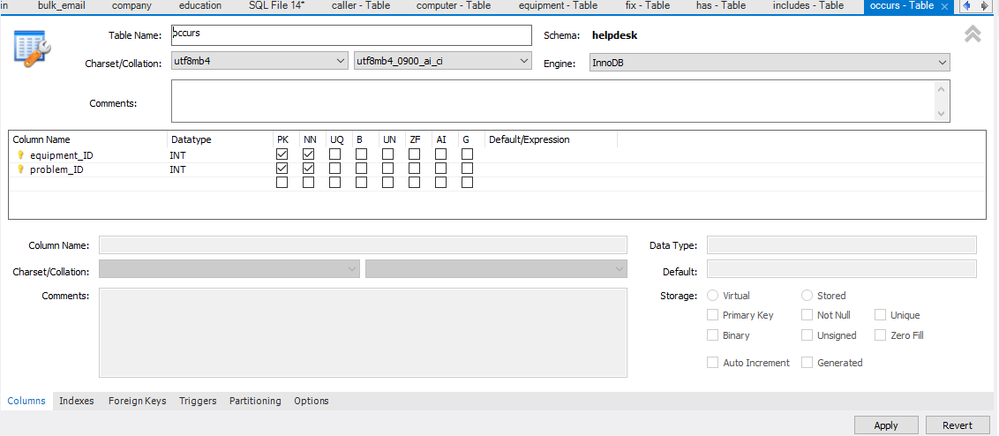 in bulk_email company education SQL File 14* caller - Table computer - Table equipment - Table fix - Table has - Table includes - Table occurs - Table
Table Name: occurs Schema: helpdesk
Charset/Collation: utf8mb4 utf8mb4_0900_ai_ci Engine: InnoDB
Comments:
Column Name Datatype PK NN UQ B UN ZF AI G Default/Expression
equipment_ID INT
problem_ID INT
Column Name: Data Type:
Charset/Collation: Default:
Comments: Storage: Virtual Stored
Primary Key Not Null Unique
Binary Unsigned Zero Fill
Auto Increment Generated
Columns Indexes Foreign Keys Triggers Partitioning Options
Apply Revert